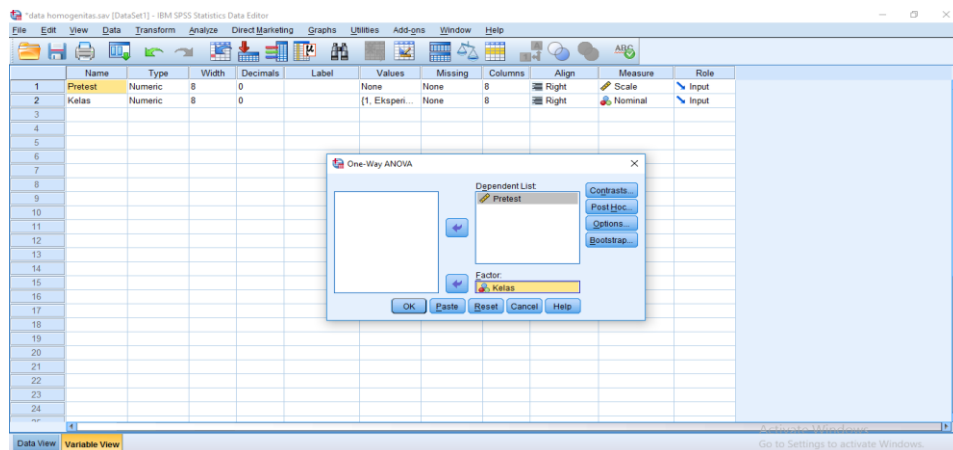 *data homogenitas.sav [DataSet1] - IBM SPSS Statistics Data Editor
File Edit View Data Transform Analyze Direct Marketing Graphs Utilities Add-ons Window Help
Name Type Width Decimals Label Values Missing Columns Align Measure Role
1 Pretest Numeric 8 0 None None 8 Right Scale Input
2 Kelas Numeric 8 0 {1, Eksperi... None 8 Right Nominal Input
3
4
5
6
7
8
9
10
11
12
13
14
15
16
17
18
19
20
21
22
23
24
One-Way ANOVA
Dependent List:
Pretest
Contrasts...
Post Hoc...
Options...
Bootstrap...
Factor:
Kelas
OK Paste Reset Cancel Help
Data View Variable View
Activate Windows
Go to Settings to activate Windows.